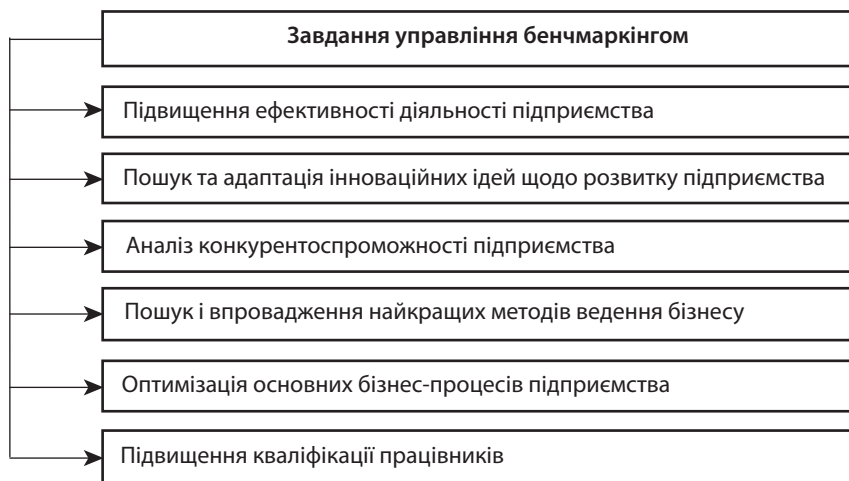 Завдання управління бенчмаркінгом
Підвищення ефективності діяльності підприємства
Пошук та адаптація інноваційних ідей щодо розвитку підприємства
Аналіз конкурентоспроможності підприємства
Пошук і впровадження найкращих методів ведення бізнесу
Оптимізація основних бізнес-процесів підприємства
Підвищення кваліфікації працівників